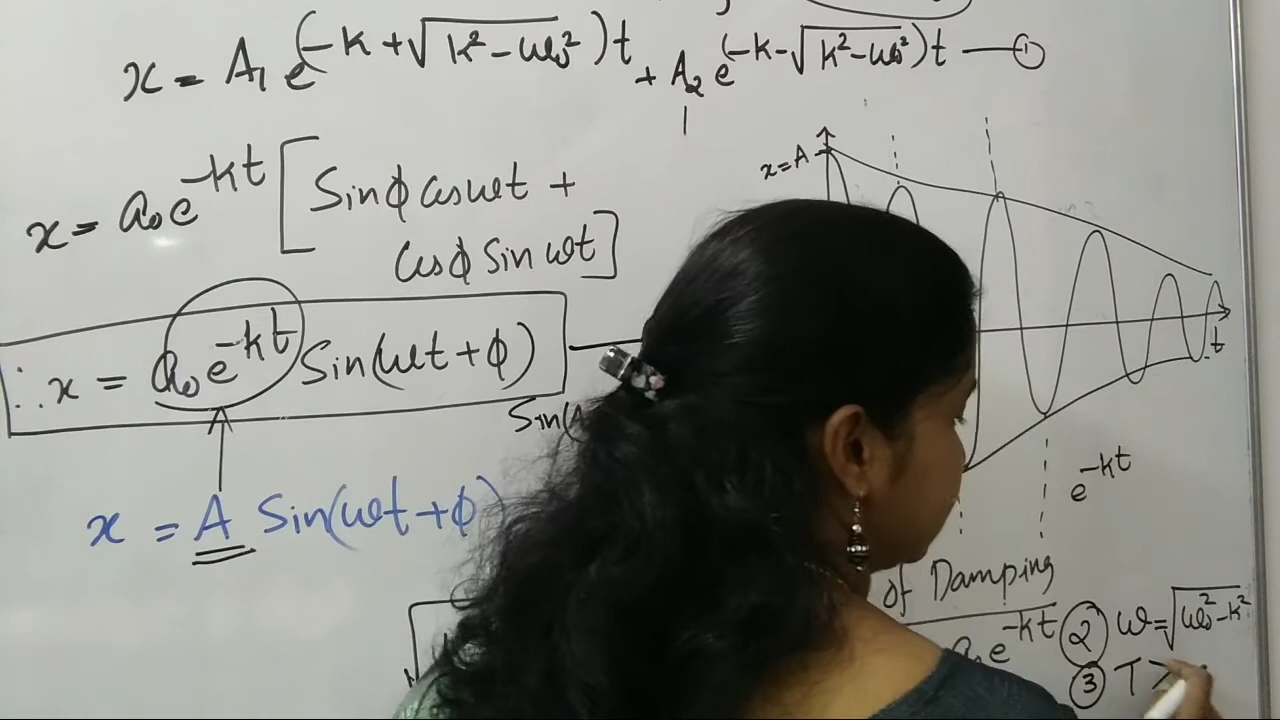 x = A₁ e^(-k + √(k² - ω₀²))t + A₂ e^(-k - √(k² - ω₀²))t — ①
x = a₀e^-kt [Sinϕ cosωt +
Cosϕ Sin ωt]
∴ x = a₀e^-kt Sin(ωt + ϕ)
Sin(
x = A Sin(ωt + ϕ)
x = A
t
e^-kt
of Damping
a₀e^-kt ② ω = √(ω₀² - k²)
③ T >